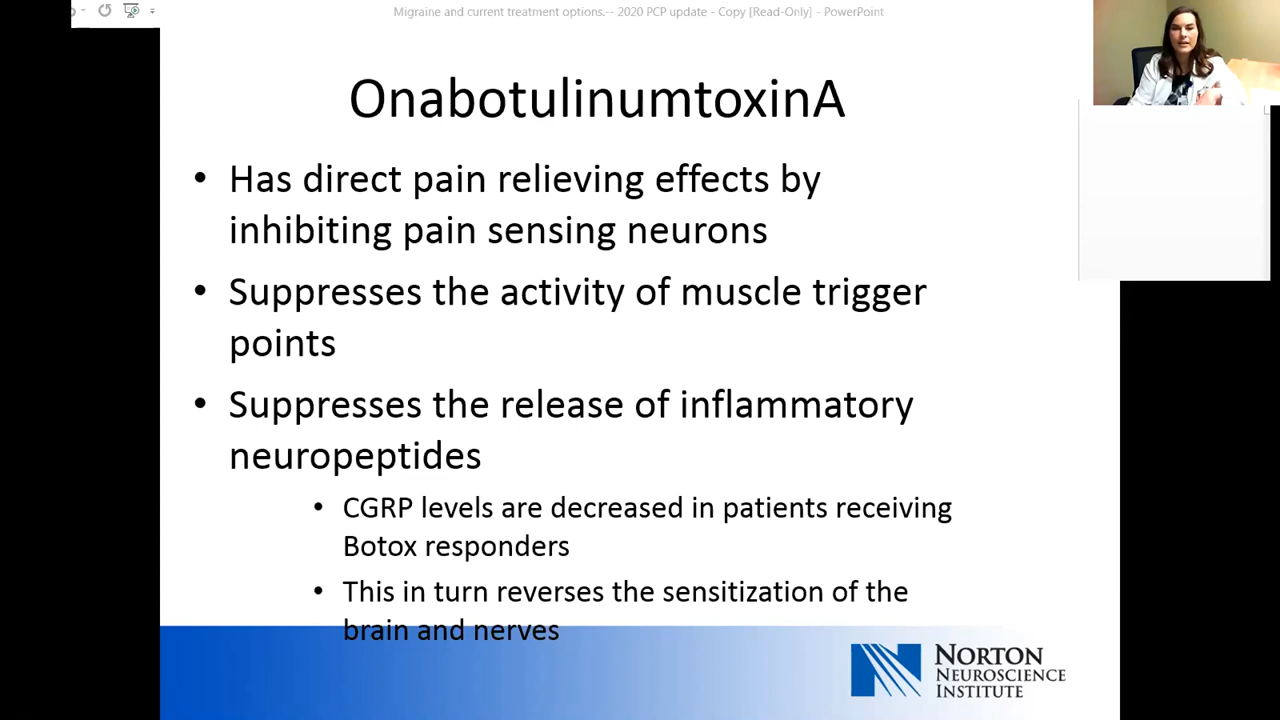 Migraine and current treatment options.-- 2020 PCP update - Copy [Read-Only] - PowerPoint
OnabotulinumtoxinA
• Has direct pain relieving effects by
inhibiting pain sensing neurons
• Suppresses the activity of muscle trigger
points
• Suppresses the release of inflammatory
neuropeptides
• CGRP levels are decreased in patients receiving
Botox responders
• This in turn reverses the sensitization of the
brain and nerves
NORTON
NEUROSCIENCE
INSTITUTE